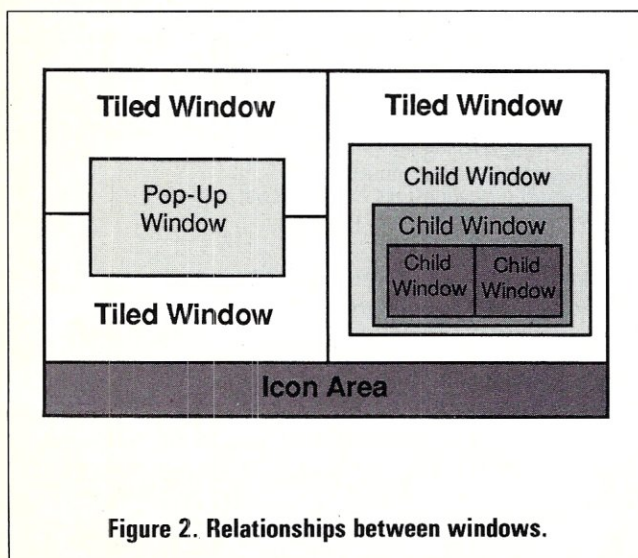 Tiled Window
Pop-Up
Window
Tiled Window
Tiled Window
Child Window
Child Window
Child
Window
Child
Window
Icon Area
Figure 2. Relationships between windows.